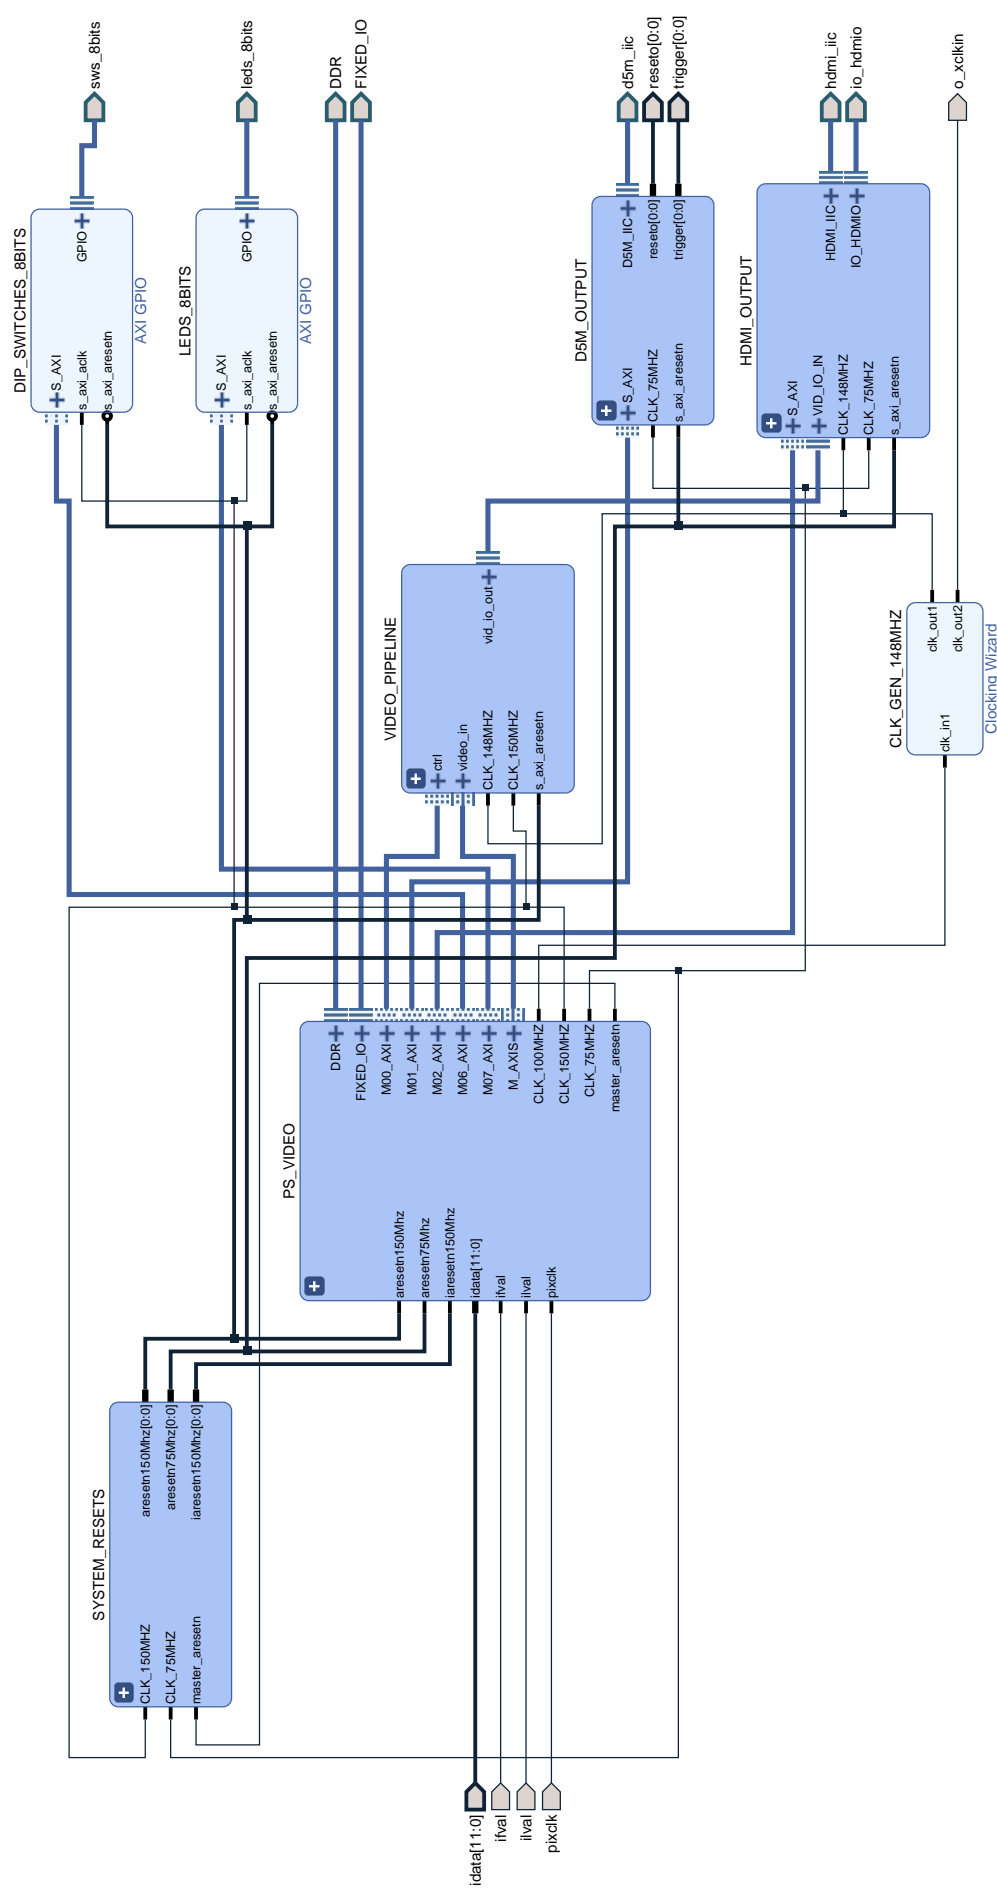 SYSTEM_RESETS
CLK_150MHZ
CLK_75MHZ
master_aresetn
aresetn150Mhz[0:0]
aresetn75Mhz[0:0]
iaresetn150Mhz[0:0]
idata[11:0]
ifval
ilval
pixclk
PS_VIDEO
aresetn150Mhz
aresetn75Mhz
iaresetn150Mhz
idata[11:0]
ifval
ilval
pixclk
DDR
FIXED_IO
M00_AXI
M01_AXI
M02_AXI
M06_AXI
M07_AXI
M_AXIS
CLK_100MHZ
CLK_150MHZ
CLK_75MHZ
master_aresetn
VIDEO_PIPELINE
ctrl
video_in
CLK_148MHZ
CLK_150MHZ
s_axi_aresetn
vid_io_out
CLK_GEN_148MHZ
clk_in1
clk_out1
clk_out2
Clocking Wizard
DIP_SWITCHES_8BITS
S_AXI
s_axi_aclk
s_axi_aresetn
GPIO
AXI GPIO
LEDS_8BITS
S_AXI
s_axi_aclk
s_axi_aresetn
GPIO
AXI GPIO
D5M_OUTPUT
S_AXI
CLK_75MHZ
s_axi_aresetn
D5M_IIC
reseto[0:0]
trigger[0:0]
HDMI_OUTPUT
S_AXI
VID_IO_IN
CLK_148MHZ
CLK_75MHZ
s_axi_aresetn
HDMI_IIC
IO_HDMIO
sws_8bits
leds_8bits
DDR
FIXED_IO
d5m_iic
reseto[0:0]
trigger[0:0]
hdmi_iic
io_hdmio
o_xclkin